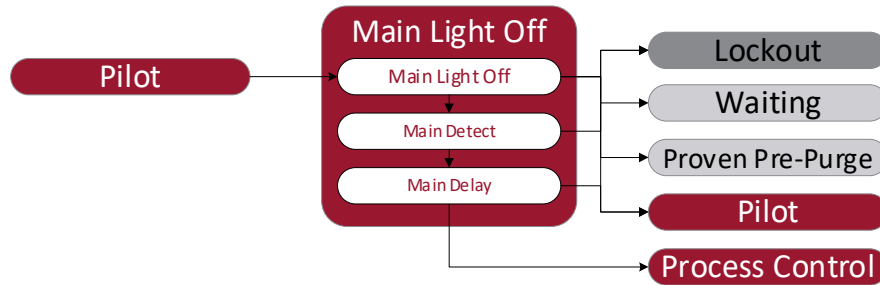 Main Light Off
Pilot
Main Light Off
Main Detect
Main Delay
Lockout
Waiting
Proven Pre-Purge
Pilot
Process Control